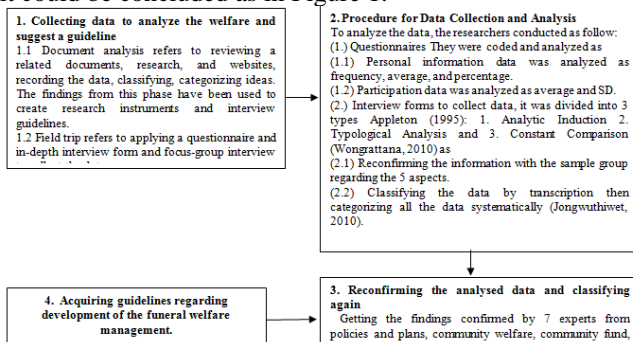 it could be concluded as in Figure 1.
1. Collecting data to analyze the welfare and
suggest a guideline
1.1 Document analysis refers to reviewing a
related documents, research, and websites,
recording the data, classifying, categorizing ideas.
The findings from this phase have been used to
create research instruments and interview
guidelines.
1.2 Field trip refers to applying a questionnaire and
in-depth interview form and focus-group interview
2. Procedure for Data Collection and Analysis
To analyze the data, the researchers conducted as follow:
(1.) Questionnaires They were coded and analyzed as
(1.1) Personal information data was analyzed as
frequency, average, and percentage.
(1.2) Participation data was analyzed as average and SD.
(2.) Interview forms to collect data, it was divided into 3
types Appleton (1995): 1. Analytic Induction 2.
Typological Analysis and 3. Constant Comparison
(Wongrattana, 2010) as
(2.1) Reconfirming the information with the sample group
regarding the 5 aspects.
(2.2) Classifying the data by transcription then
categorizing all the data systematically (Jongwuthiwet,
2010).
3. Reconfirming the analysed data and classifying
again
Getting the findings confirmed by 7 experts from
policies and plans, community welfare, community fund,
4. Acquiring guidelines regarding
development of the funeral welfare
management.